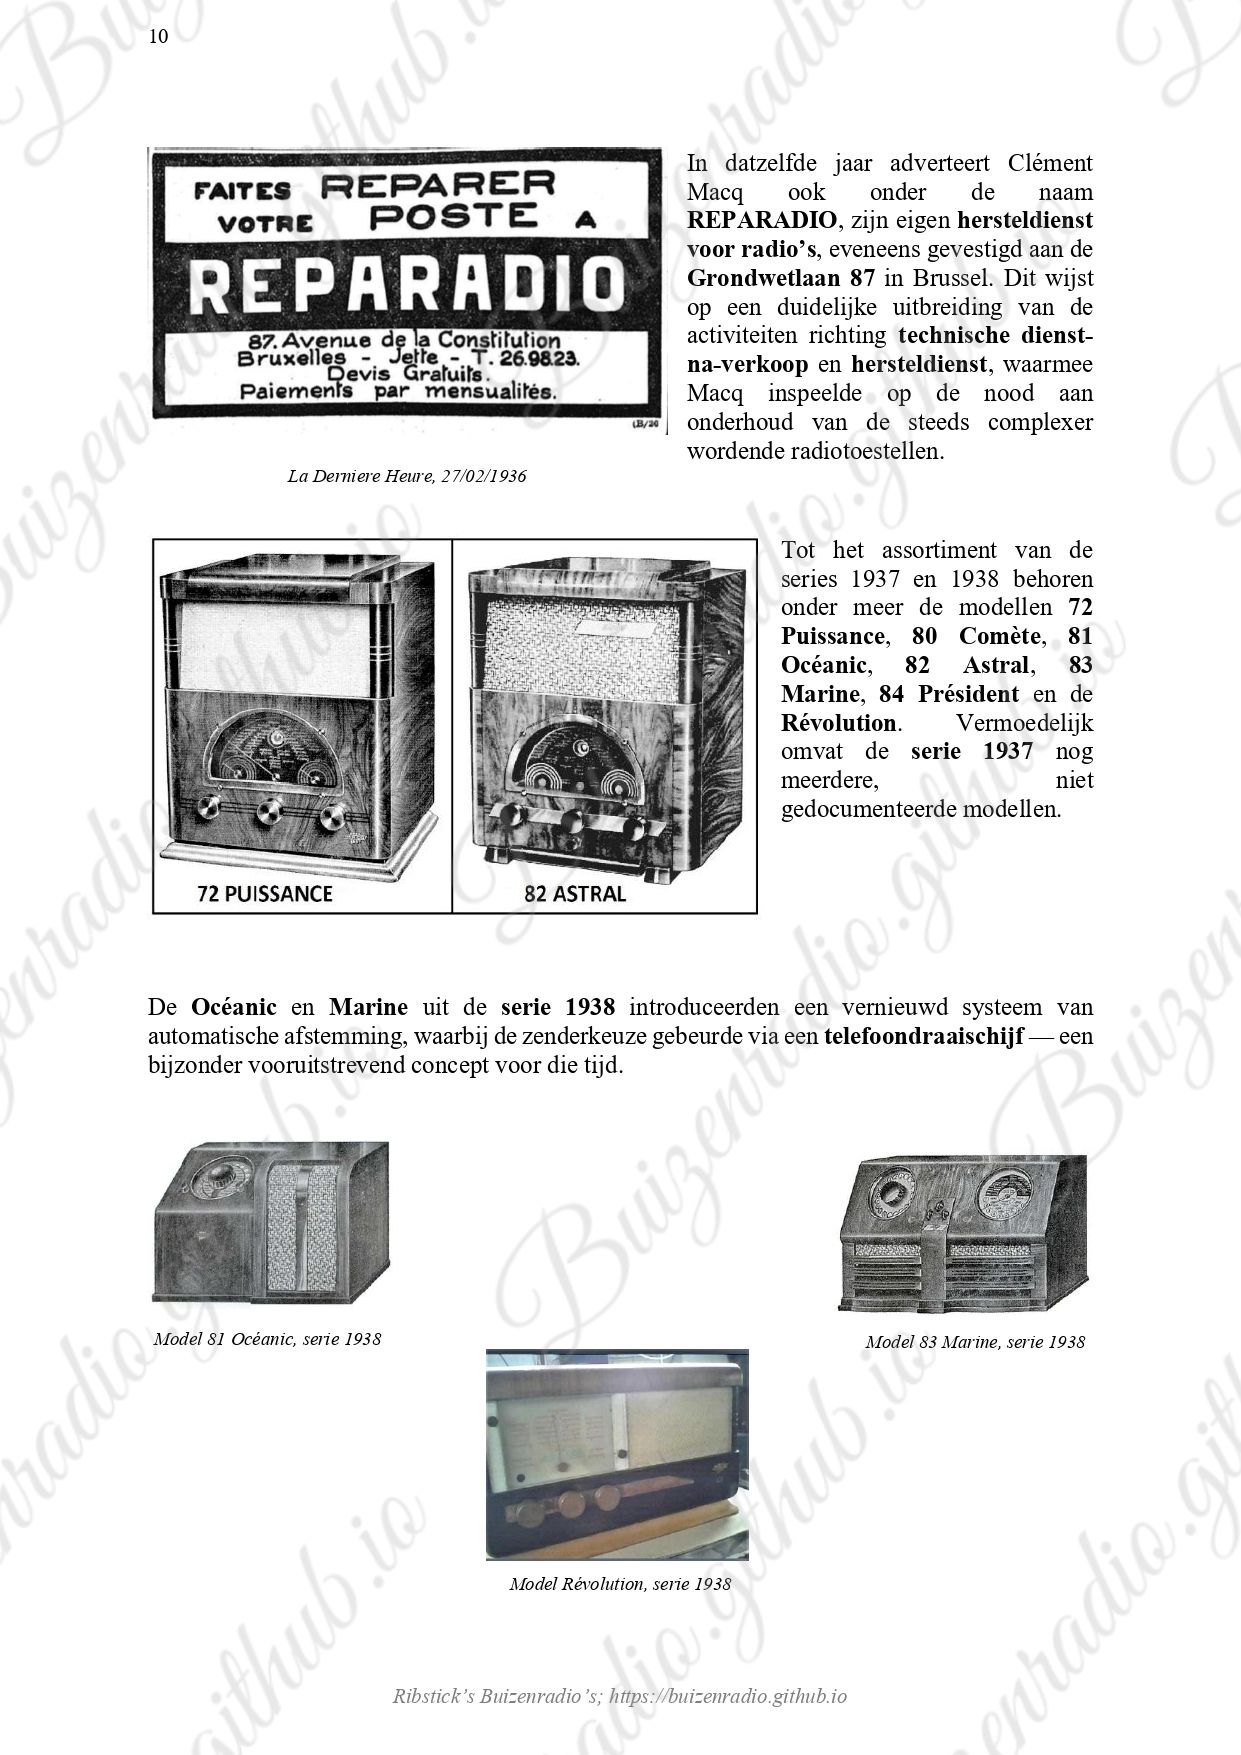 10
FAITES REPARER
VOTRE POSTE A
REPARADIO
87. Avenue de la Constitution
Bruxelles - Jette - T. 26.98.23.
Devis Gratuits.
Paiements par mensualités.
(B/20
La Derniere Heure, 27/02/1936
In datzelfde jaar adverteert Clément
Macq ook onder de naam
REPARADIO, zijn eigen hersteldienst
voor radio’s, eveneens gevestigd aan de
Grondwetlaan 87 in Brussel. Dit wijst
op een duidelijke uitbreiding van de
activiteiten richting technische dienst-
na-verkoop en hersteldienst, waarmee
Macq inspeelde op de nood aan
onderhoud van de steeds complexer
wordende radiotoestellen.
72 PUISSANCE
82 ASTRAL
Tot het assortiment van de
series 1937 en 1938 behoren
onder meer de modellen 72
Puissance, 80 Comète, 81
Océanic, 82 Astral, 83
Marine, 84 Président en de
Révolution. Vermoedelijk
omvat de serie 1937 nog
meerdere, niet
gedocumenteerde modellen.
De Océanic en Marine uit de serie 1938 introduceerden een vernieuwd systeem van
automatische afstemming, waarbij de zenderkeuze gebeurde via een telefoondraaischijf — een
bijzonder vooruitstrevend concept voor die tijd.
Model 81 Océanic, serie 1938
Model 83 Marine, serie 1938
Model Révolution, serie 1938
Ribstick’s Buizenradio’s; https://buizenradio.github.io
Buizenradio.github.io